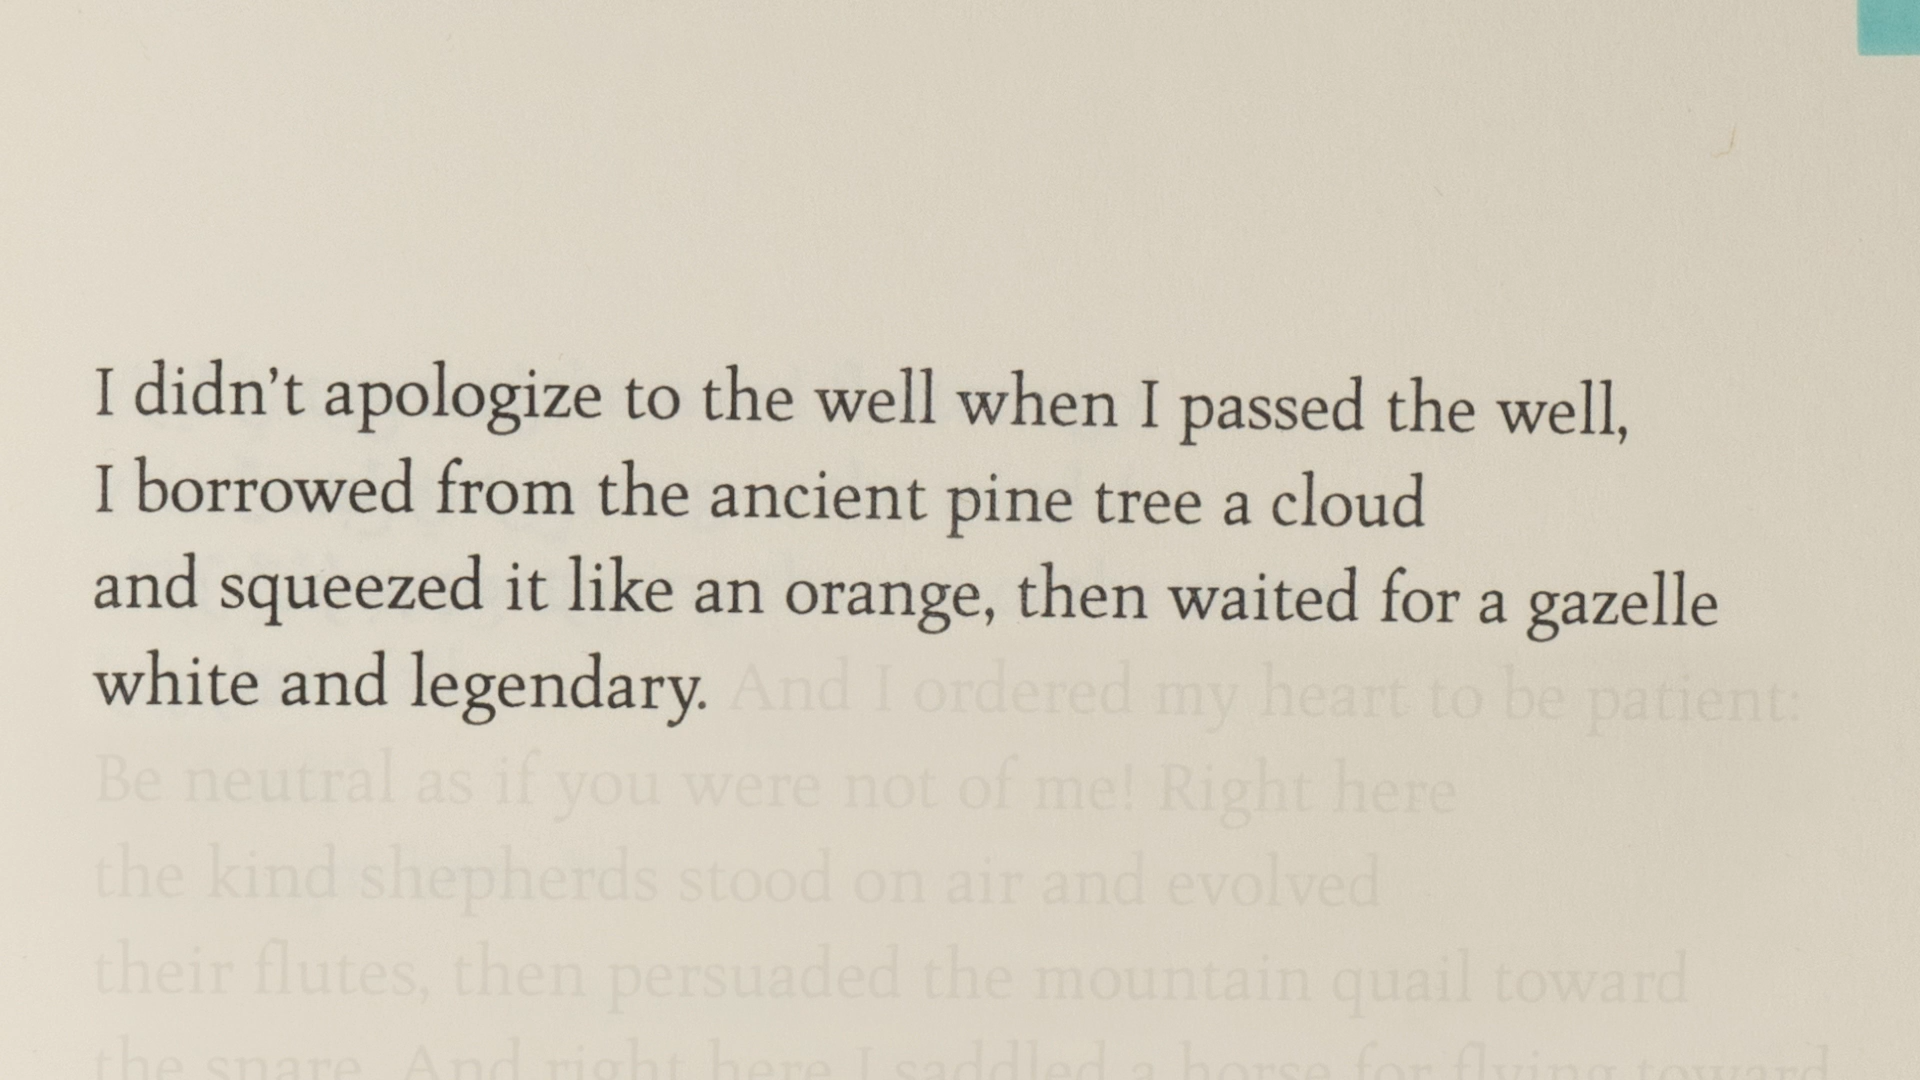 I didn't apologize to the well when I passed the well,
I borrowed from the ancient pine tree a cloud
and squeezed it like an orange, then waited for a gazelle
white and legendary. And I ordered my heart to be patient:
Be neutral as if you were not of me! Right here
the kind shepherds stood on air and evolved
their flutes, then persuaded the mountain quail toward
the snare. And right here I saddled a horse for flying toward